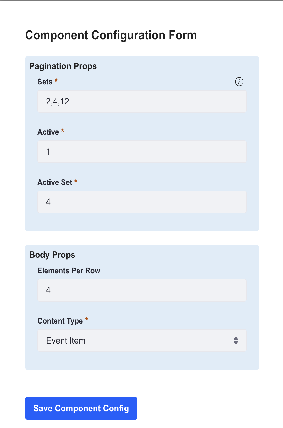 Component Configuration Form
Pagination Props
Sets *
2,4,12
Active *
1
Active Set *
4
Body Props
Elements Per Row
4
Content Type *
Event Item
Save Component Config